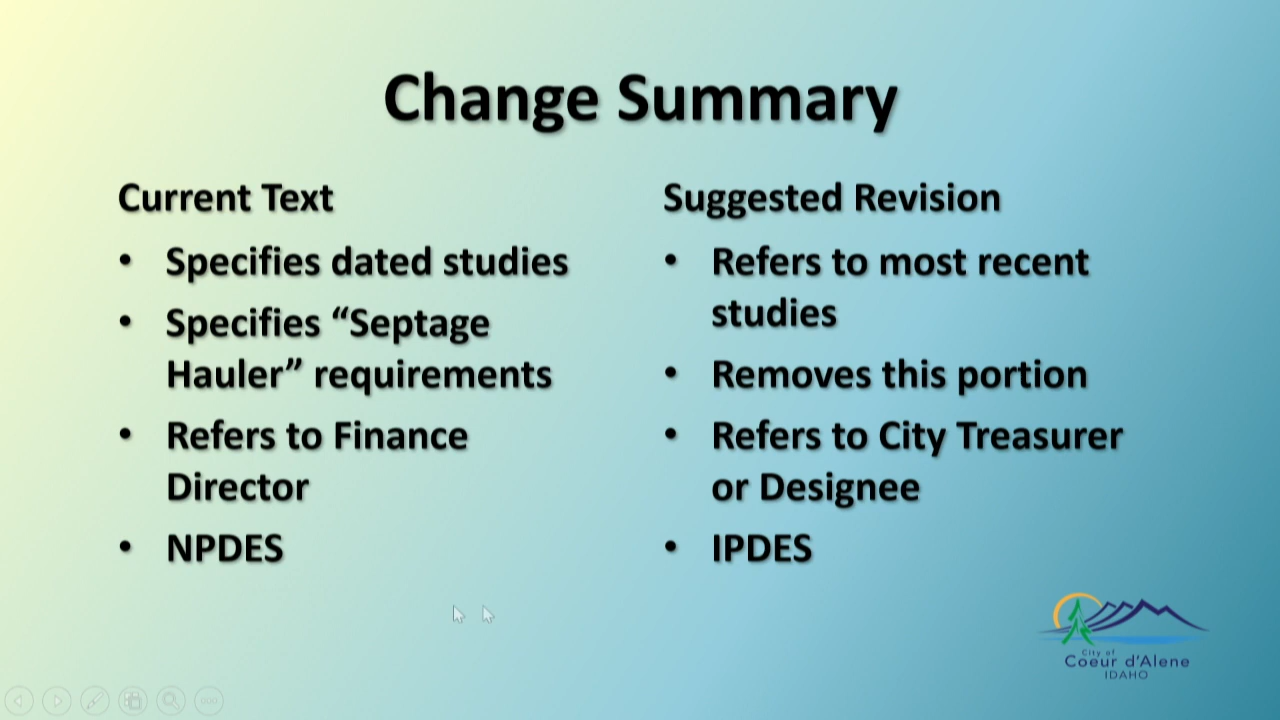 Change Summary
Current Text
• Specifies dated studies
• Specifies “Septage
Hauler” requirements
• Refers to Finance
Director
• NPDES
Suggested Revision
• Refers to most recent
studies
• Removes this portion
• Refers to City Treasurer
or Designee
• IPDES
City of
Coeur d'Alene
IDAHO